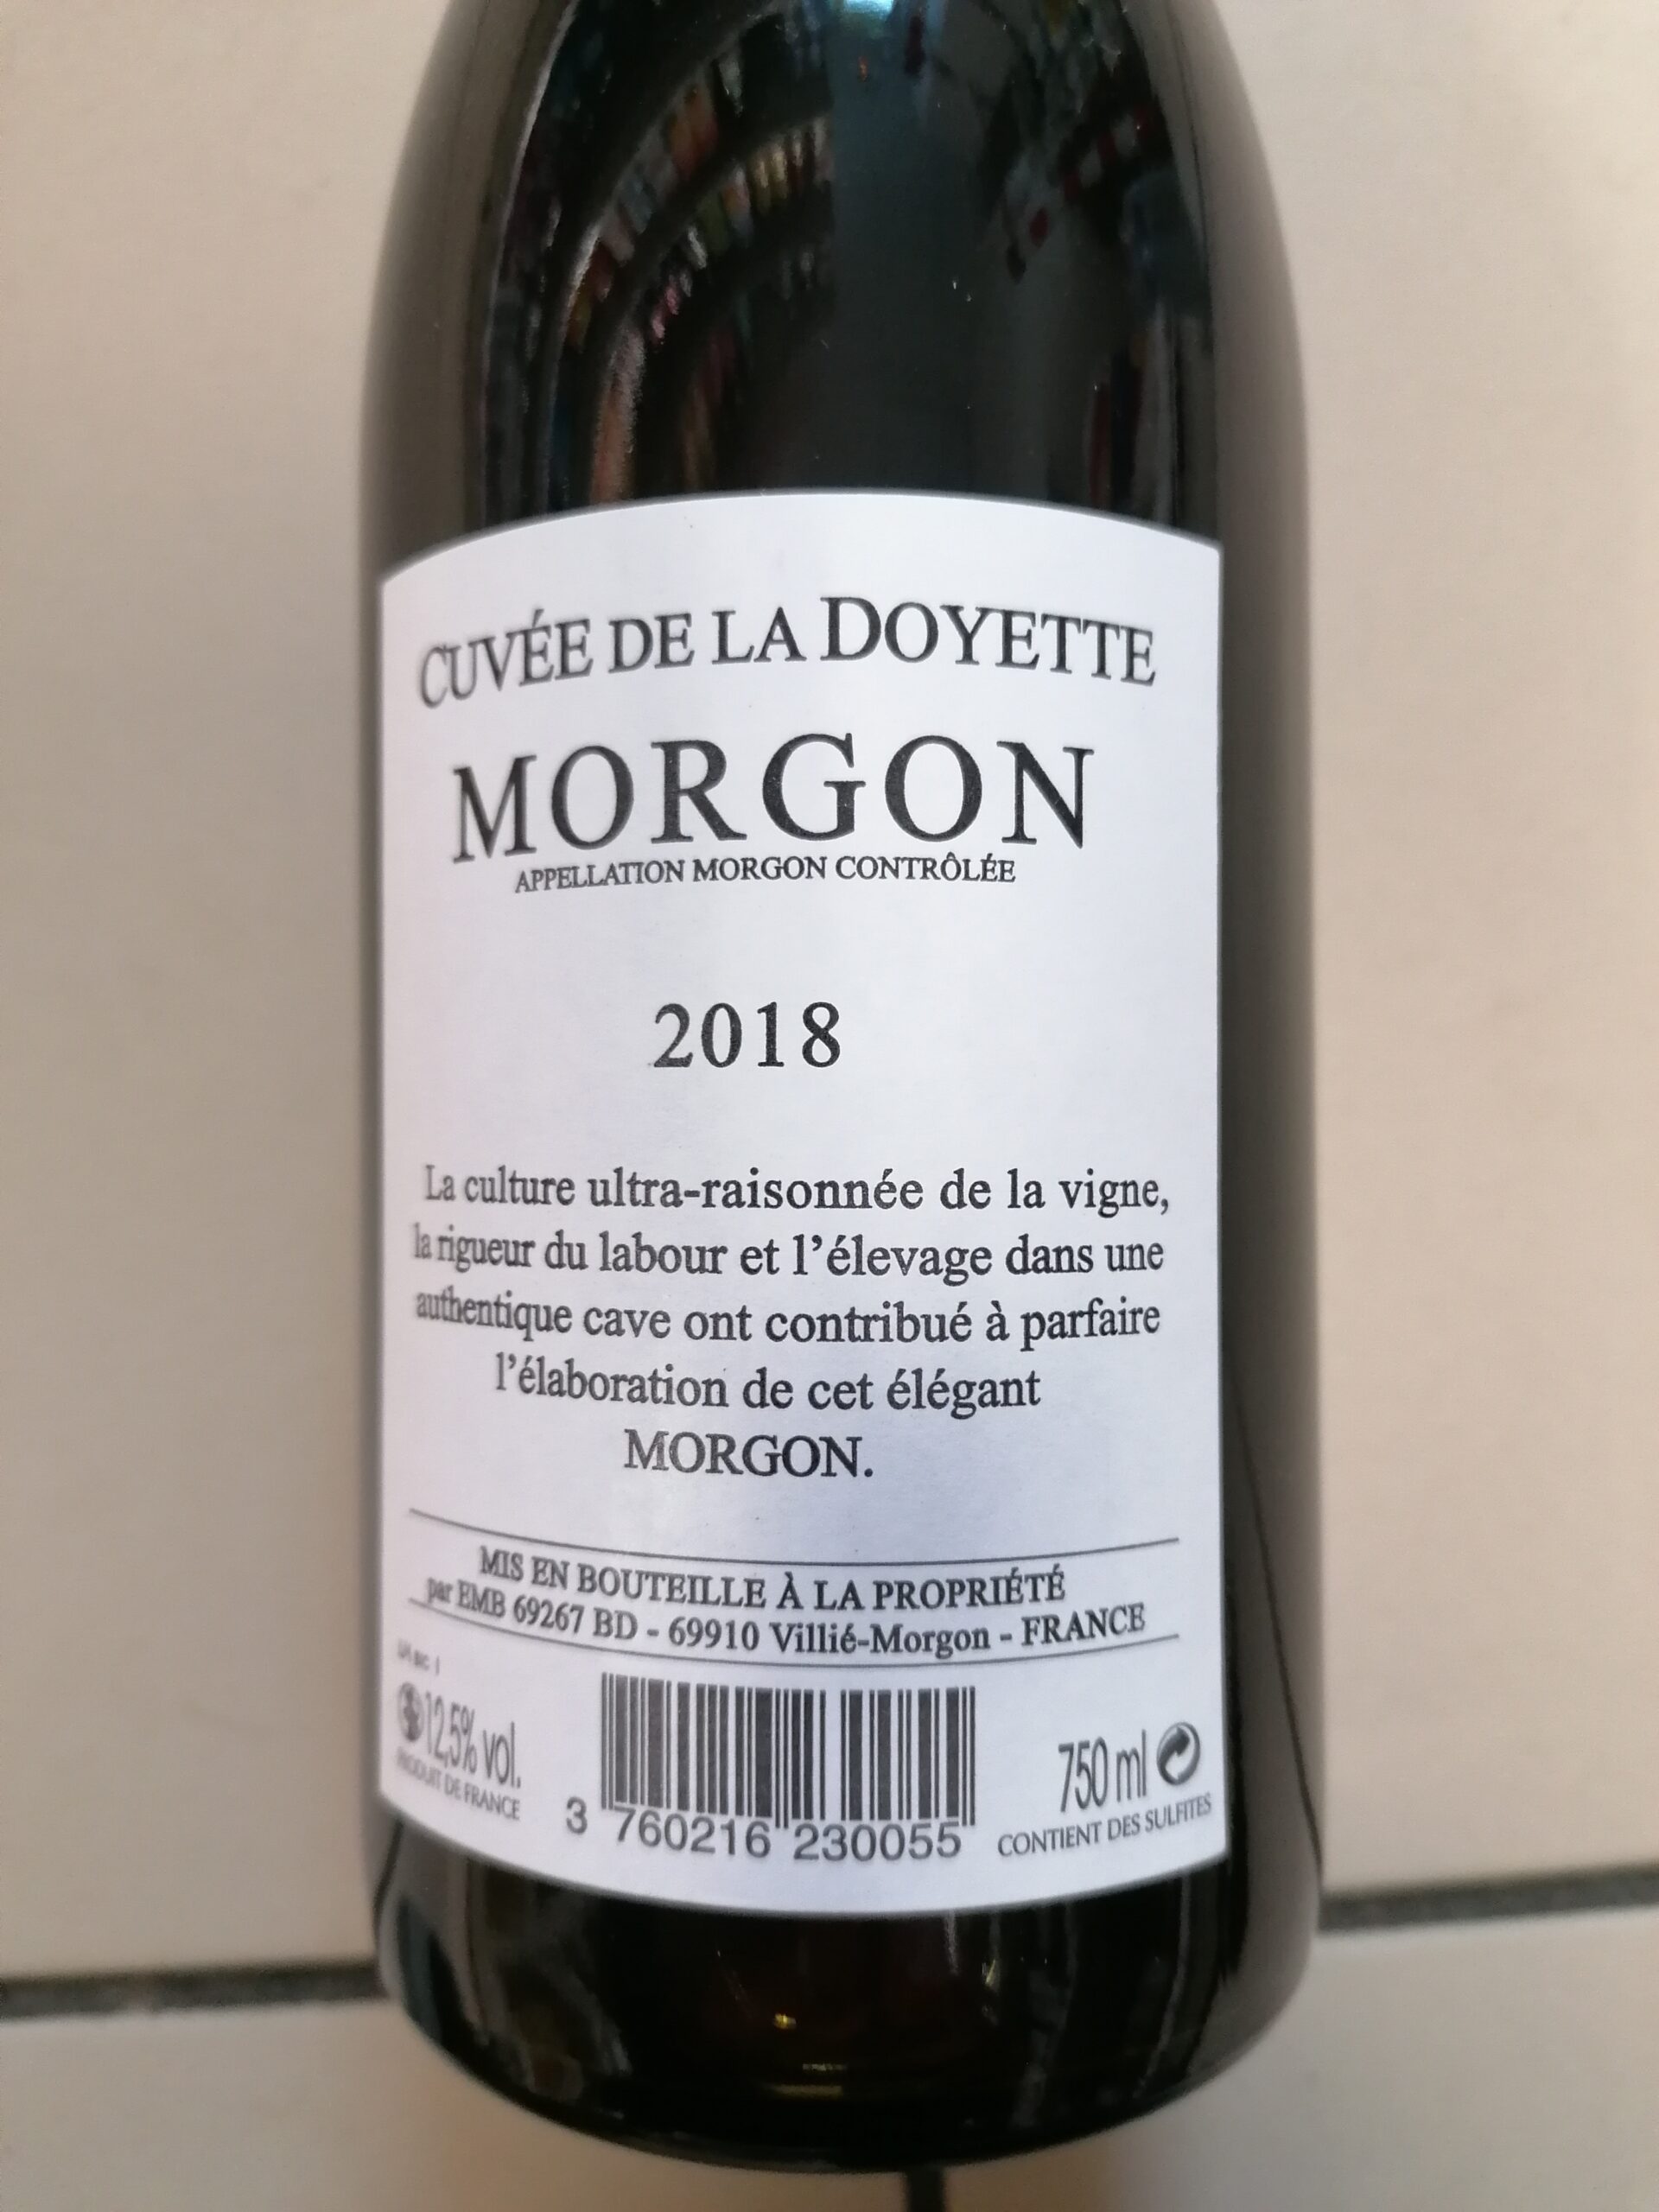 CUVÉE DE LA DOYETTE
MORGON
APPELLATION MORGON CONTRÔLÉE
2018
La culture ultra-raisonnée de la vigne,
la rigueur du labour et l'élevage dans une
authentique cave ont contribué à parfaire
l'élaboration de cet élégant
MORGON.
MIS EN BOUTEILLE À LA PROPRIÉTÉ
par EMB 69267 BD - 69910 Villié-Morgon - FRANCE
12,5% vol.
PRODUIT DE FRANCE
3 760216 230055
750 ml
CONTIENT DES SULFITES